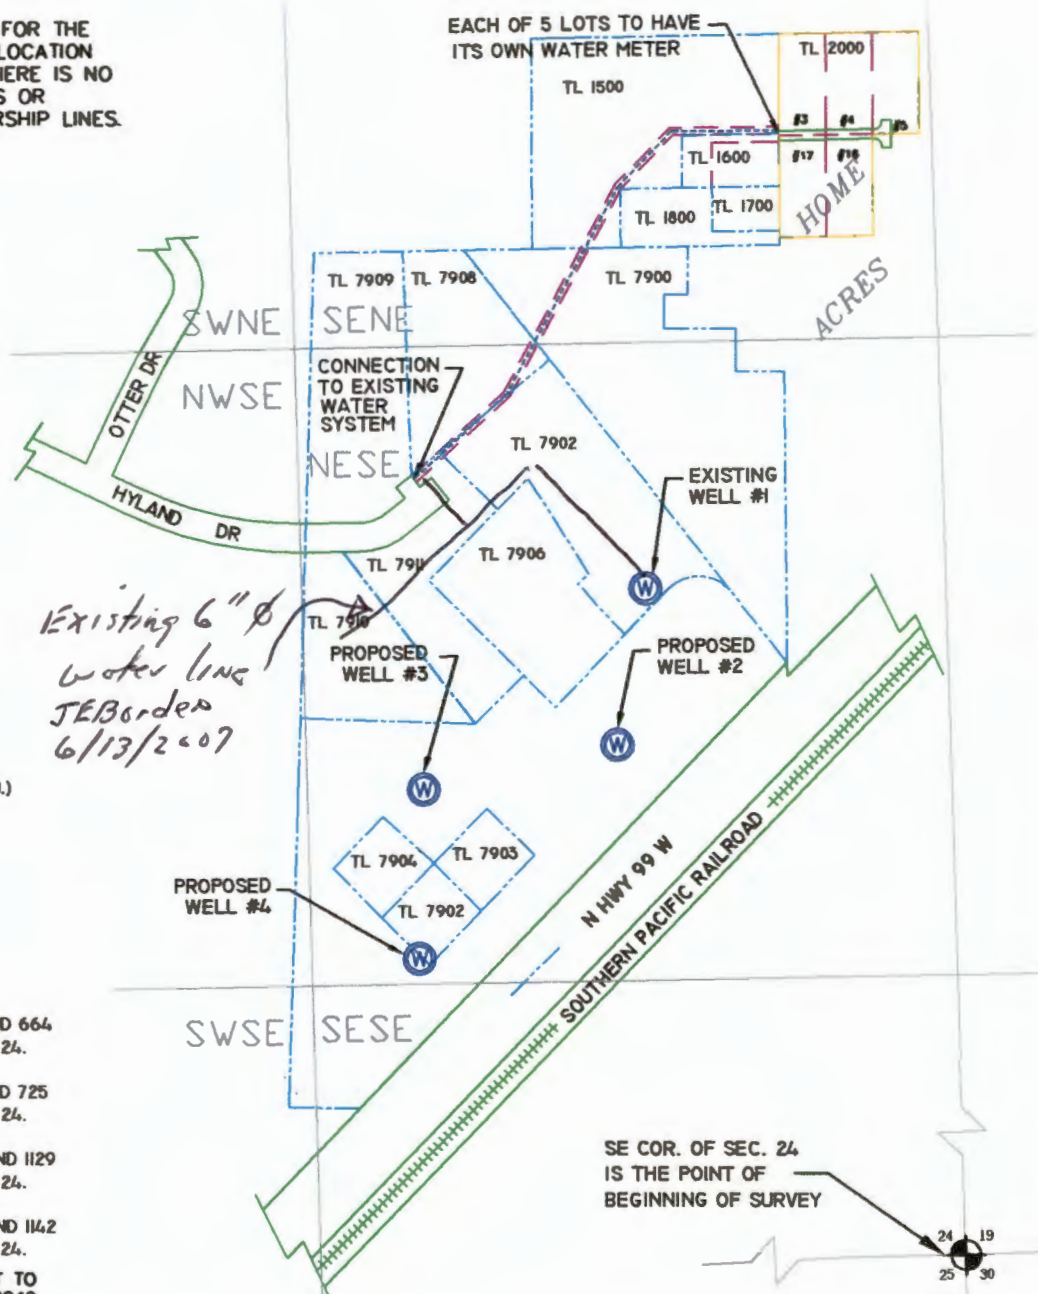 FOR THE
LOCATION
HERE IS NO
S OR
RSHIP LINES.
EACH OF 5 LOTS TO HAVE
ITS OWN WATER METER
TL 2000
TL 1500
#3
#4
#5
TL 1600
#17
#18
HOME
TL 1800
TL 1700
ACRES
TL 7909
TL 7908
TL 7900
SWNE
SENE
OTTER DR
CONNECTION
TO EXISTING
WATER
SYSTEM
NWSE
NESE
TL 7902
EXISTING
WELL #1
HYLAND DR
TL 7911
TL 7906
Existing 6" Ø
water line
JEBorden
6/13/2007
TL 7910
PROPOSED
WELL #3
PROPOSED
WELL #2
.)
TL 7904
TL 7903
TL 7902
PROPOSED
WELL #4
N HWY 99 W
SOUTHERN PACIFIC RAILROAD
SWSE
SESE
D 664
24.
D 725
24.
ND 1129
24.
ND 1142
24.
T TO
SE COR. OF SEC. 24
IS THE POINT OF
BEGINNING OF SURVEY
24 19
25 30
W
W
W
W